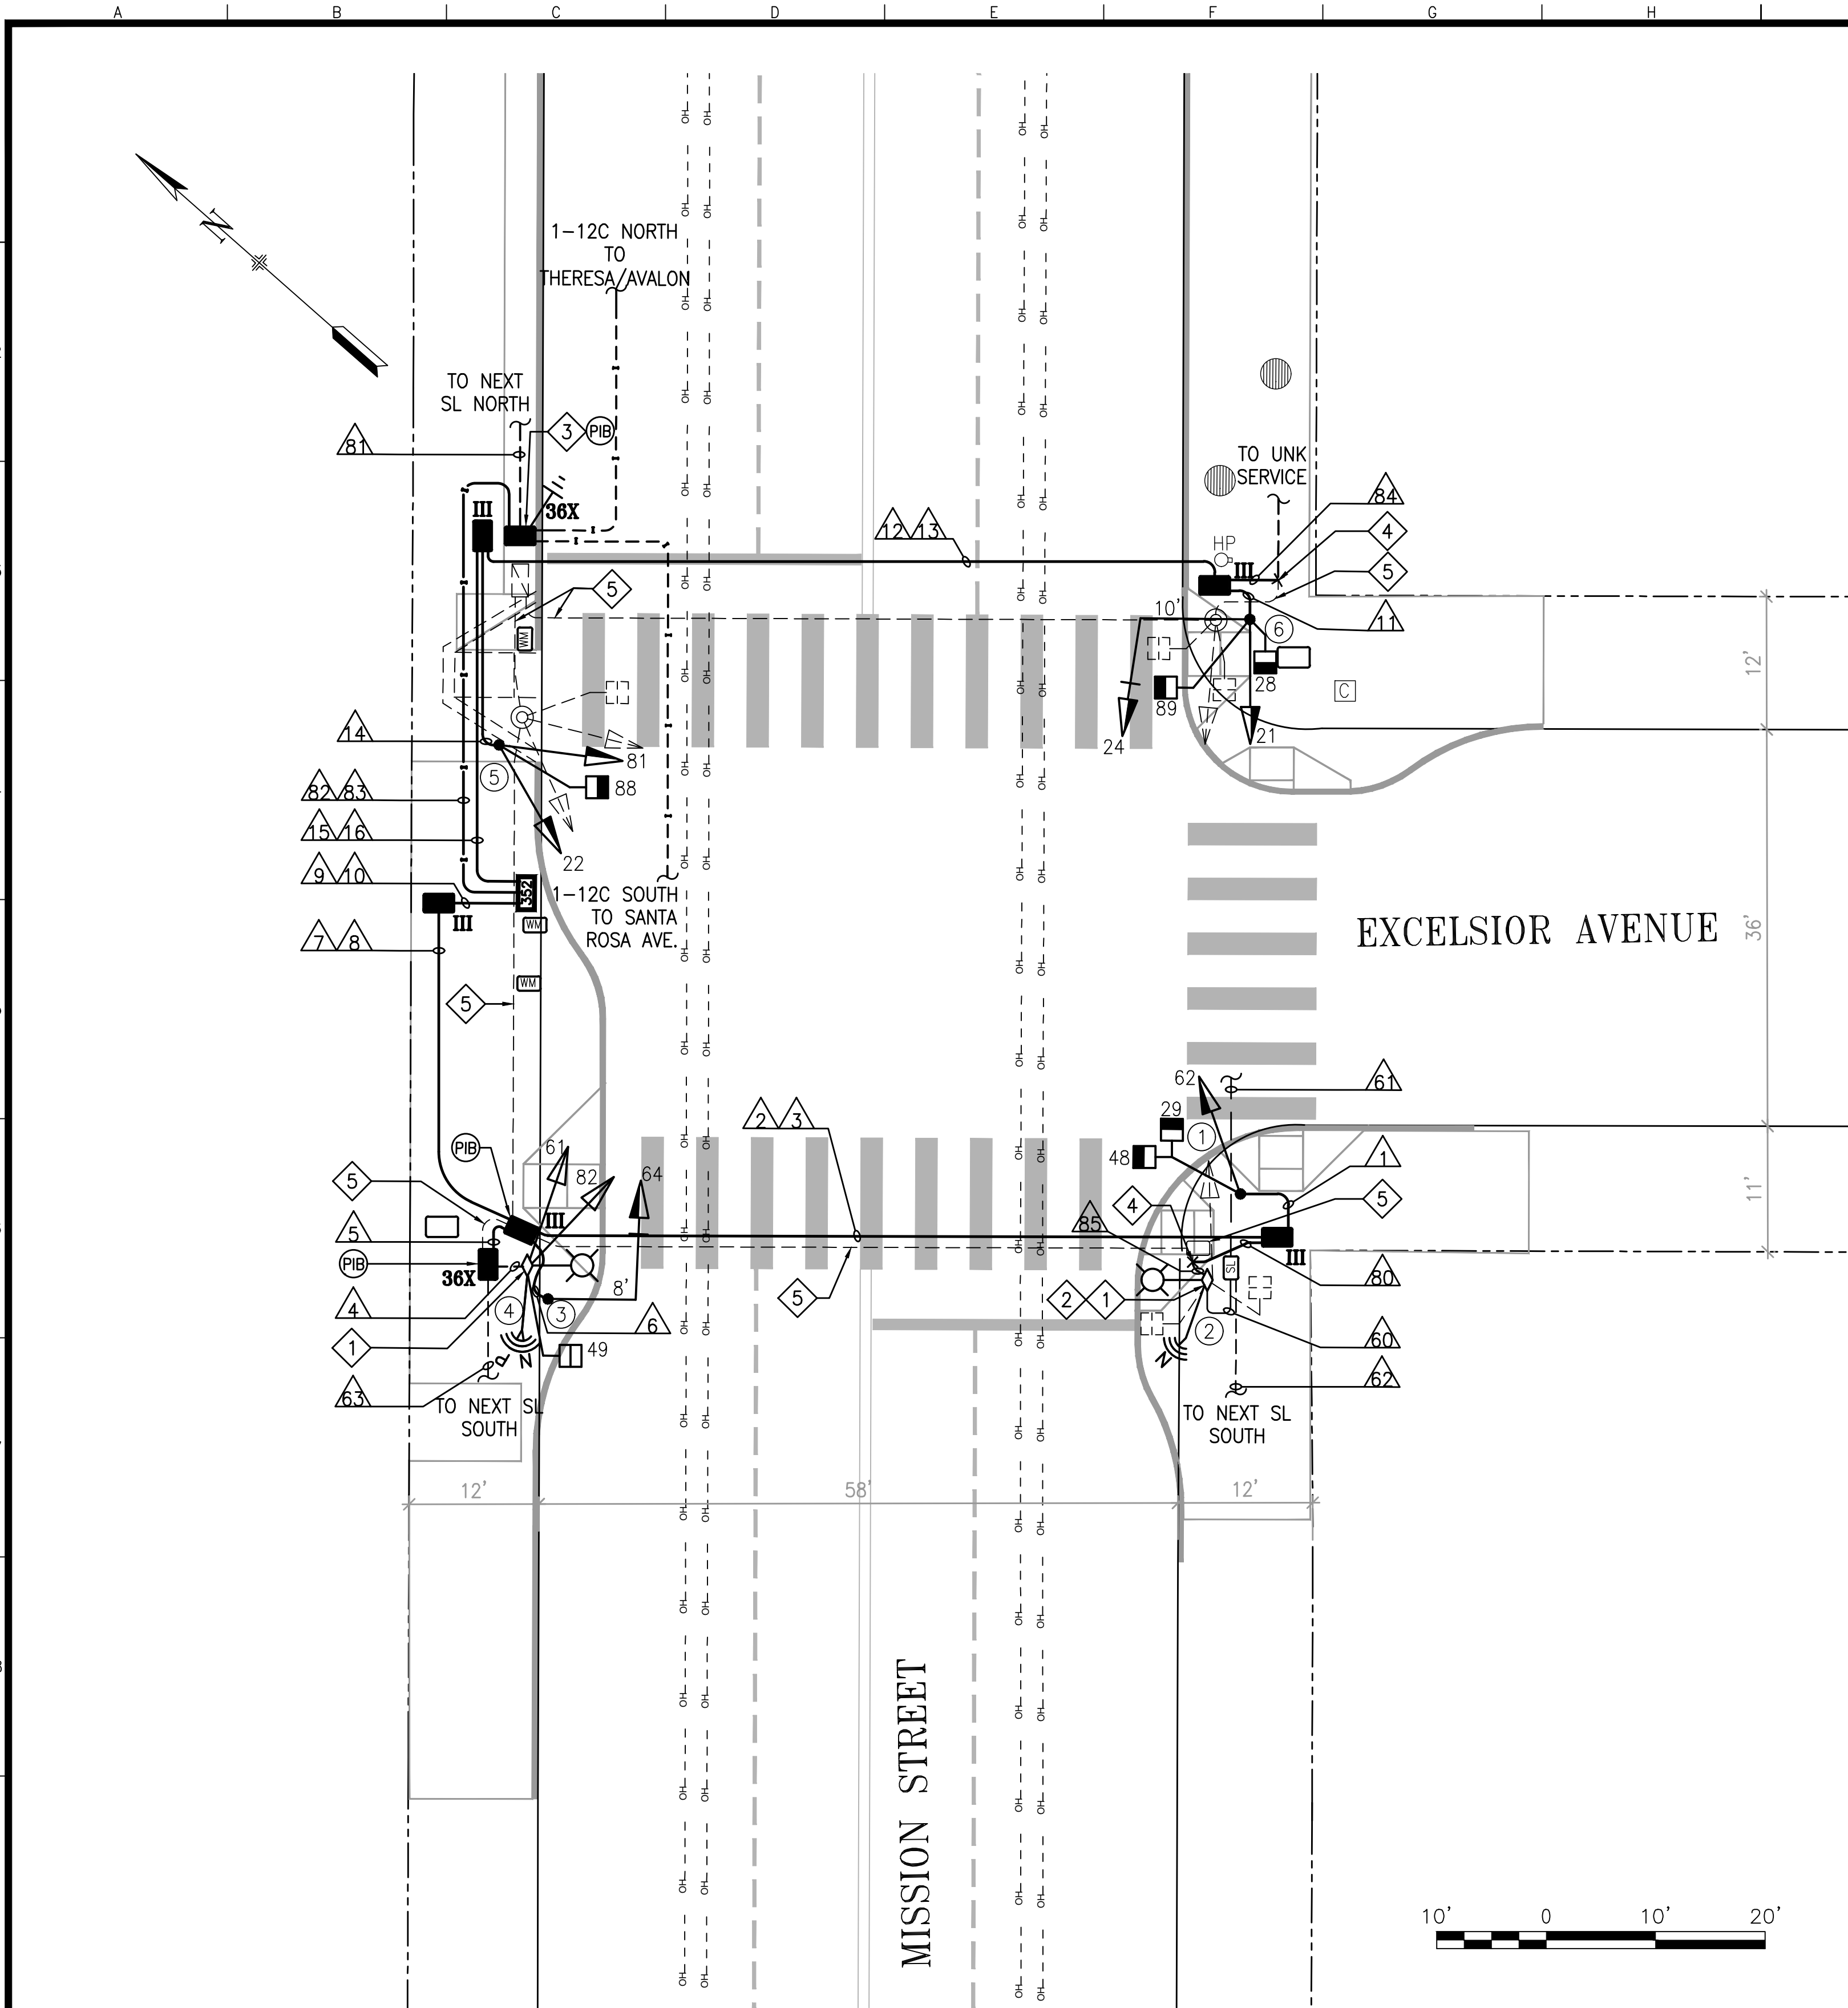 A B C D E F G H
N
1-12C NORTH
TO
THERESA/AVALON
TO NEXT
SL NORTH
81
3 PIB
TO UNK
SERVICE
84
III
36X
12 13
4
HP
III
5
5
11
WM
10'
6
12'
28
C
89
14
24
21
81
5
88
82 83
15 16
22
9 10
352
1-12C SOUTH
TO SANTA
ROSA AVE.
III
WM
EXCELSIOR AVENUE
36'
7 8
WM
5
62
61
2 3
29
1
PIB
61
48
1
5
82
64
4
5
11'
5
85
III
PIB
III
36X
SL
80
4
8'
4
3
6
5
2 1
2
60
1
49
P
N
N
63
62
TO NEXT SL
SOUTH
TO NEXT SL
SOUTH
12'
58'
12'
MISSION STREET
10' 0 10' 20'
OH